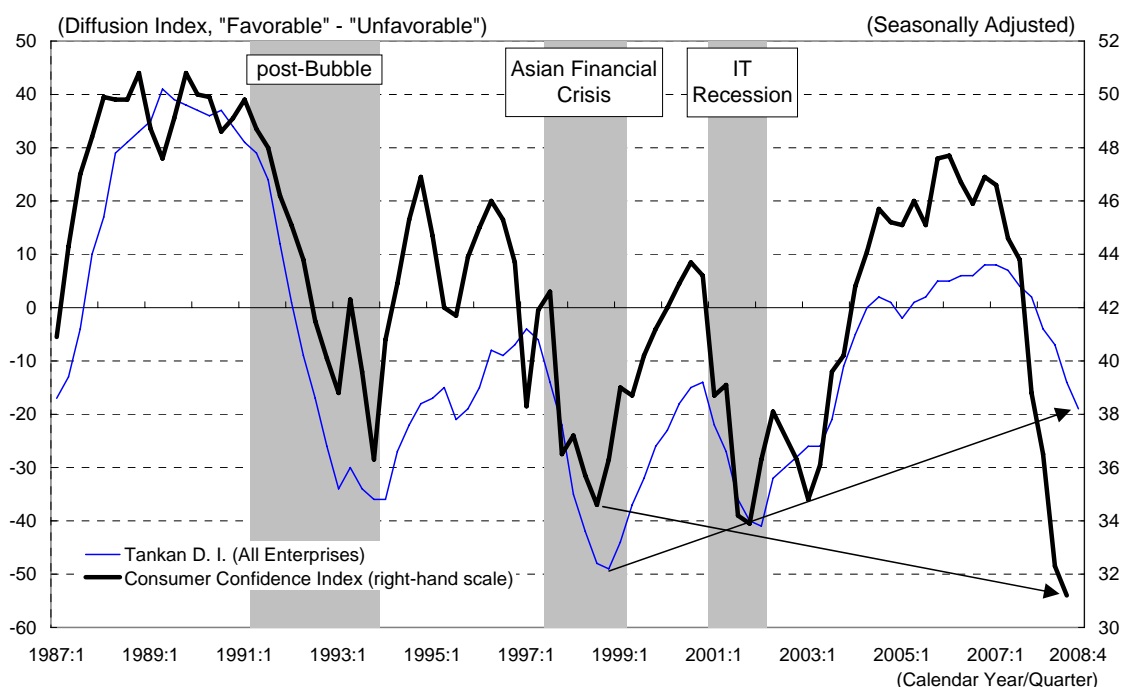 (Diffusion Index, "Favorable" - "Unfavorable") (Seasonally Adjusted)
50 52
post-Bubble
Asian Financial
Crisis
IT
Recession
40 50
30 48
20 46
10 44
0 42
-10 40
-20 38
-30 36
-40 34
Tankan D. I. (All Enterprises)
-50 32
Consumer Confidence Index (right-hand scale)
-60 30
1987:1 1989:1 1991:1 1993:1 1995:1 1997:1 1999:1 2001:1 2003:1 2005:1 2007:1 2008:4
(Calendar Year/Quarter)